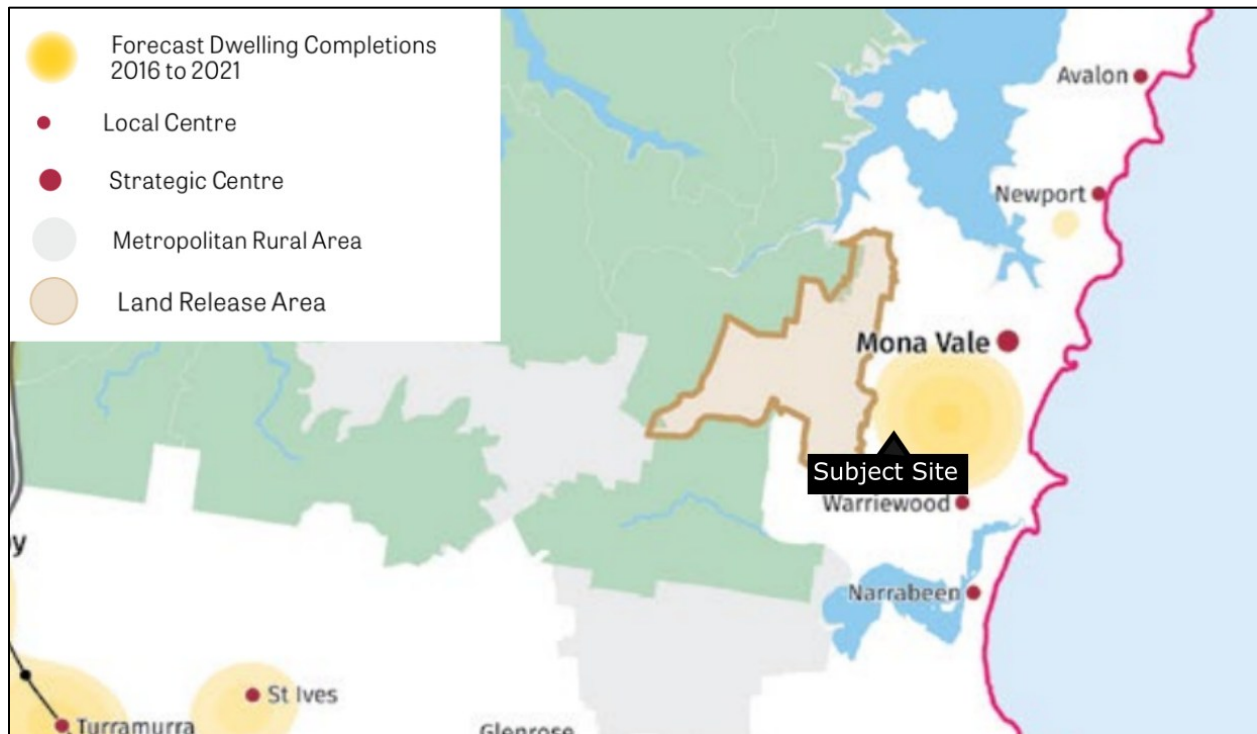 Forecast Dwelling Completions
2016 to 2021
Local Centre
Strategic Centre
Metropolitan Rural Area
Land Release Area
Avalon
Newport
Mona Vale
Subject Site
Warriewood
Narrabeen
y
St Ives
Turramurra
Glenrose